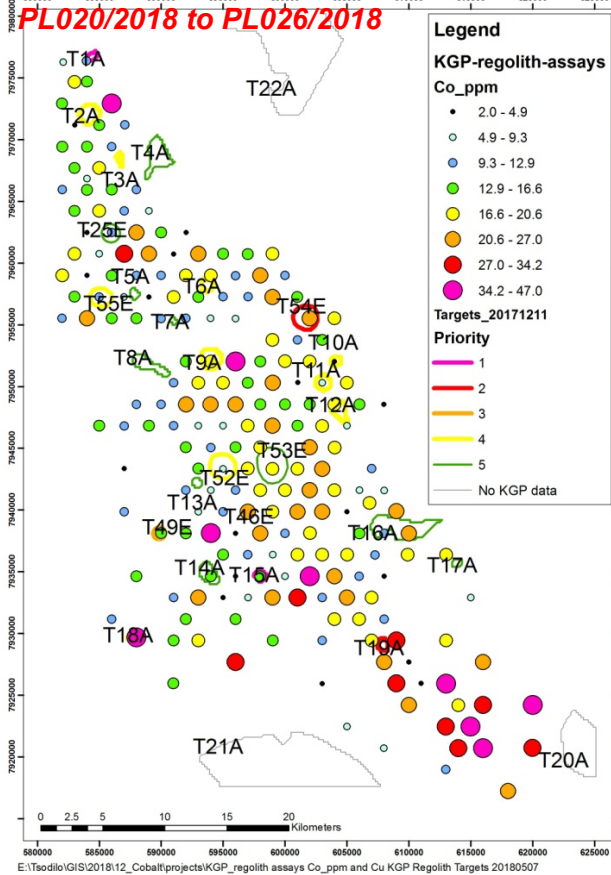 PL020/2018 to PL026/2018
Legend
KGP-regolith-assays
Co_ppm
2.0 - 4.9
4.9 - 9.3
9.3 - 12.9
12.9 - 16.6
16.6 - 20.6
20.6 - 27.0
27.0 - 34.2
34.2 - 47.0
Targets_20171211
Priority
1
2
3
4
5
No KGP data
T1A
T22A
T2A
T4A
T3A
T25E
T5A
T6A
T55E
T54E
T7A
T10A
T8A
T9A
T11A
T12A
T53E
T52E
T13A
T46E
T49E
T16A
T14A
T15A
T17A
T18A
T19A
T21A
T20A
7975000
7970000
7965000
7960000
7955000
7950000
7945000
7940000
7935000
7930000
7925000
7920000
0 2.5 5 10 15 20
Kilometers
580000 585000 590000 595000 600000 605000 610000 615000 620000 625000
E:\Tsodilo\GIS\2018\12_Cobalt\projects\KGP_regolith assays Co_ppm and Cu KGP Regolith Targets 20180507